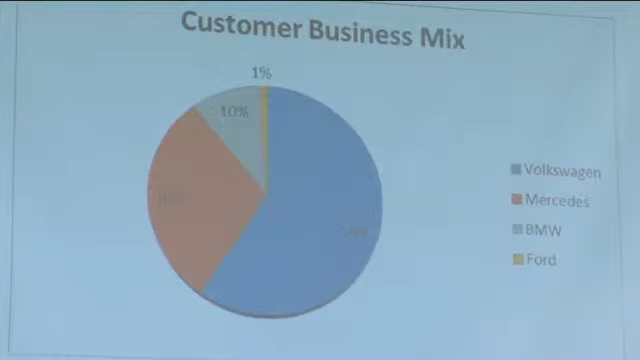 Customer Business Mix
1%
10%
Volkswagen
Mercedes
BMW
Ford